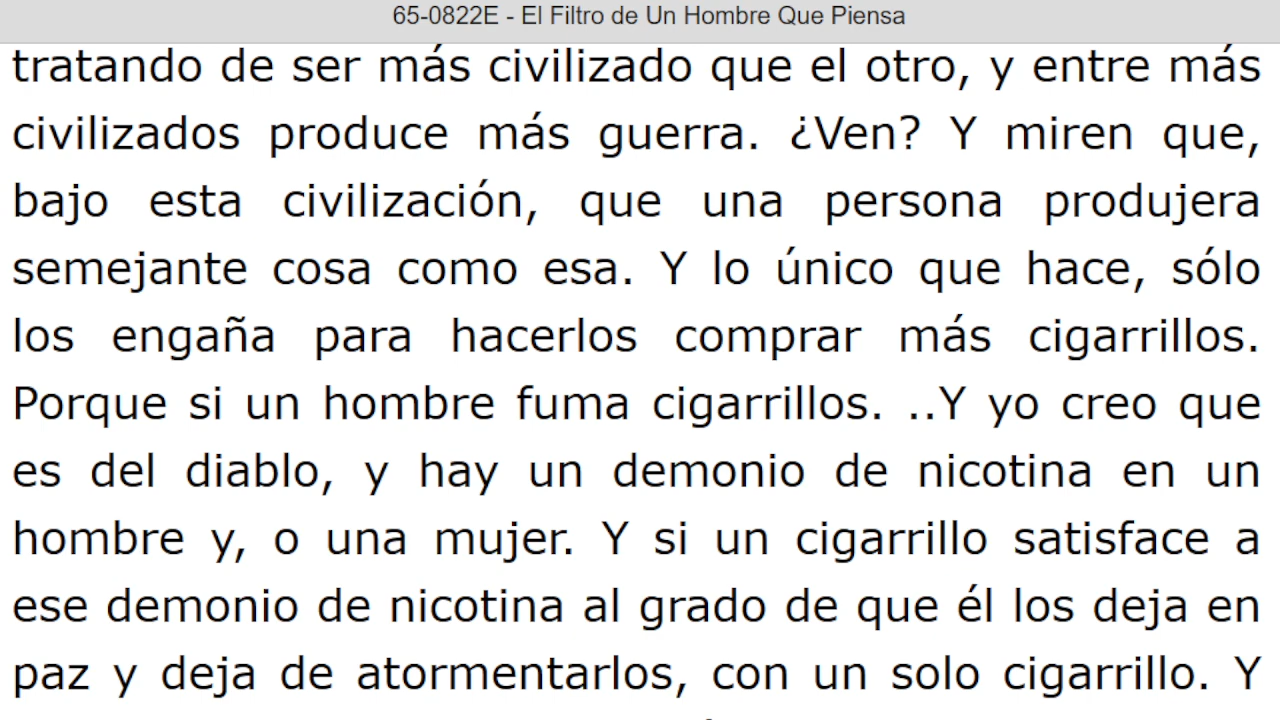 65-0822E - El Filtro de Un Hombre Que Piensa
tratando de ser más civilizado que el otro, y entre más
civilizados produce más guerra. ¿Ven? Y miren que,
bajo esta civilización, que una persona produjera
semejante cosa como esa. Y lo único que hace, sólo
los engaña para hacerlos comprar más cigarrillos.
Porque si un hombre fuma cigarrillos. ..Y yo creo que
es del diablo, y hay un demonio de nicotina en un
hombre y, o una mujer. Y si un cigarrillo satisface a
ese demonio de nicotina al grado de que él los deja en
paz y deja de atormentarlos, con un solo cigarrillo. Y